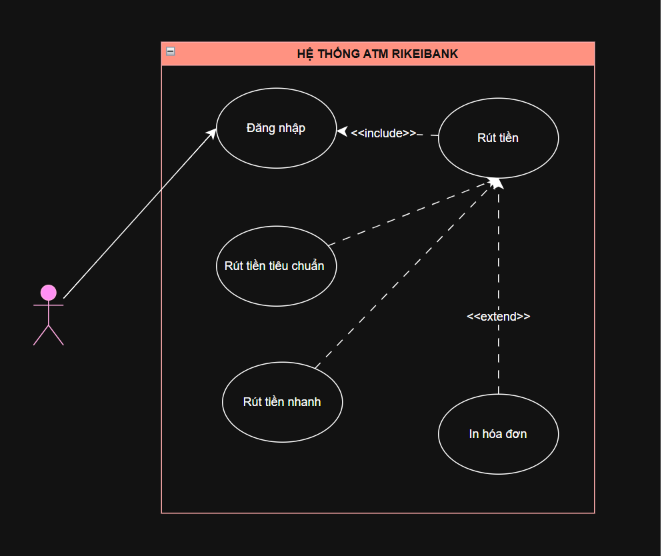 HỆ THỐNG ATM RIKEIBANK
Đăng nhập
<<include>>
Rút tiền
Rút tiền tiêu chuẩn
<<extend>>
Rút tiền nhanh
In hóa đơn